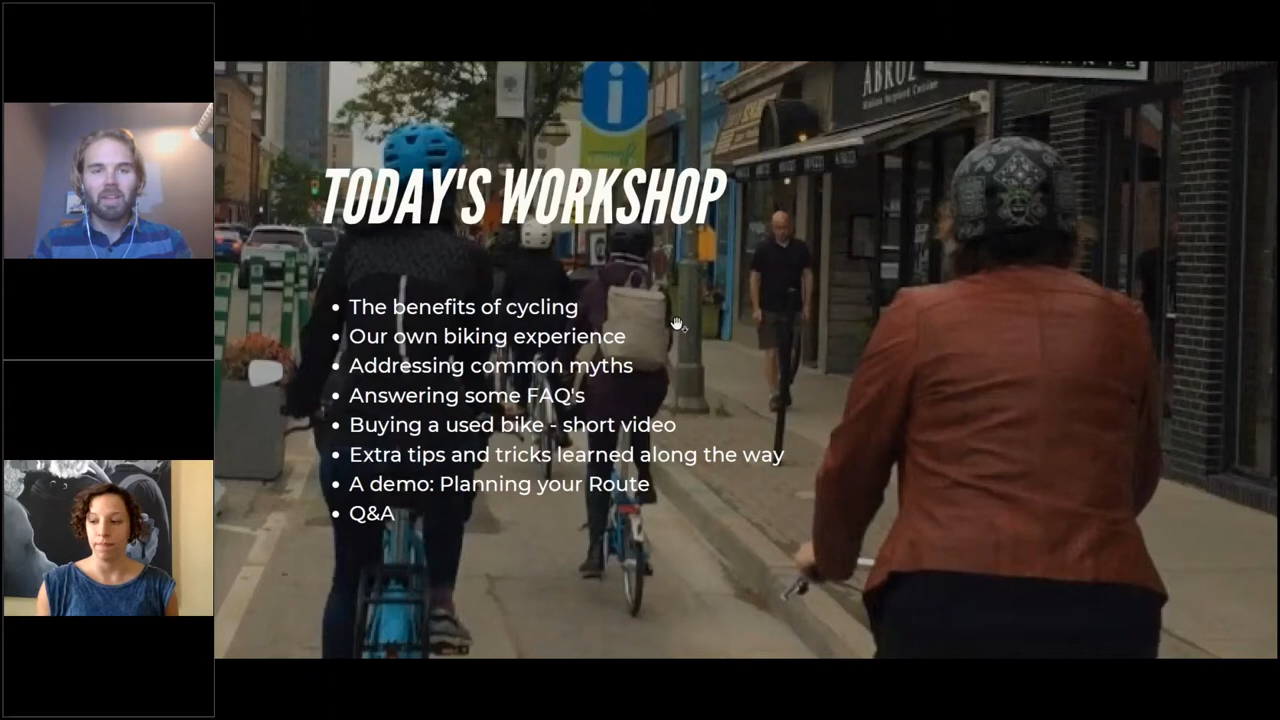 TODAY'S WORKSHOP
The benefits of cycling
Our own biking experience
Addressing common myths
Answering some FAQ's
Buying a used bike - short video
Extra tips and tricks learned along the way
A demo: Planning your Route
Q&A
i
ABRUZ